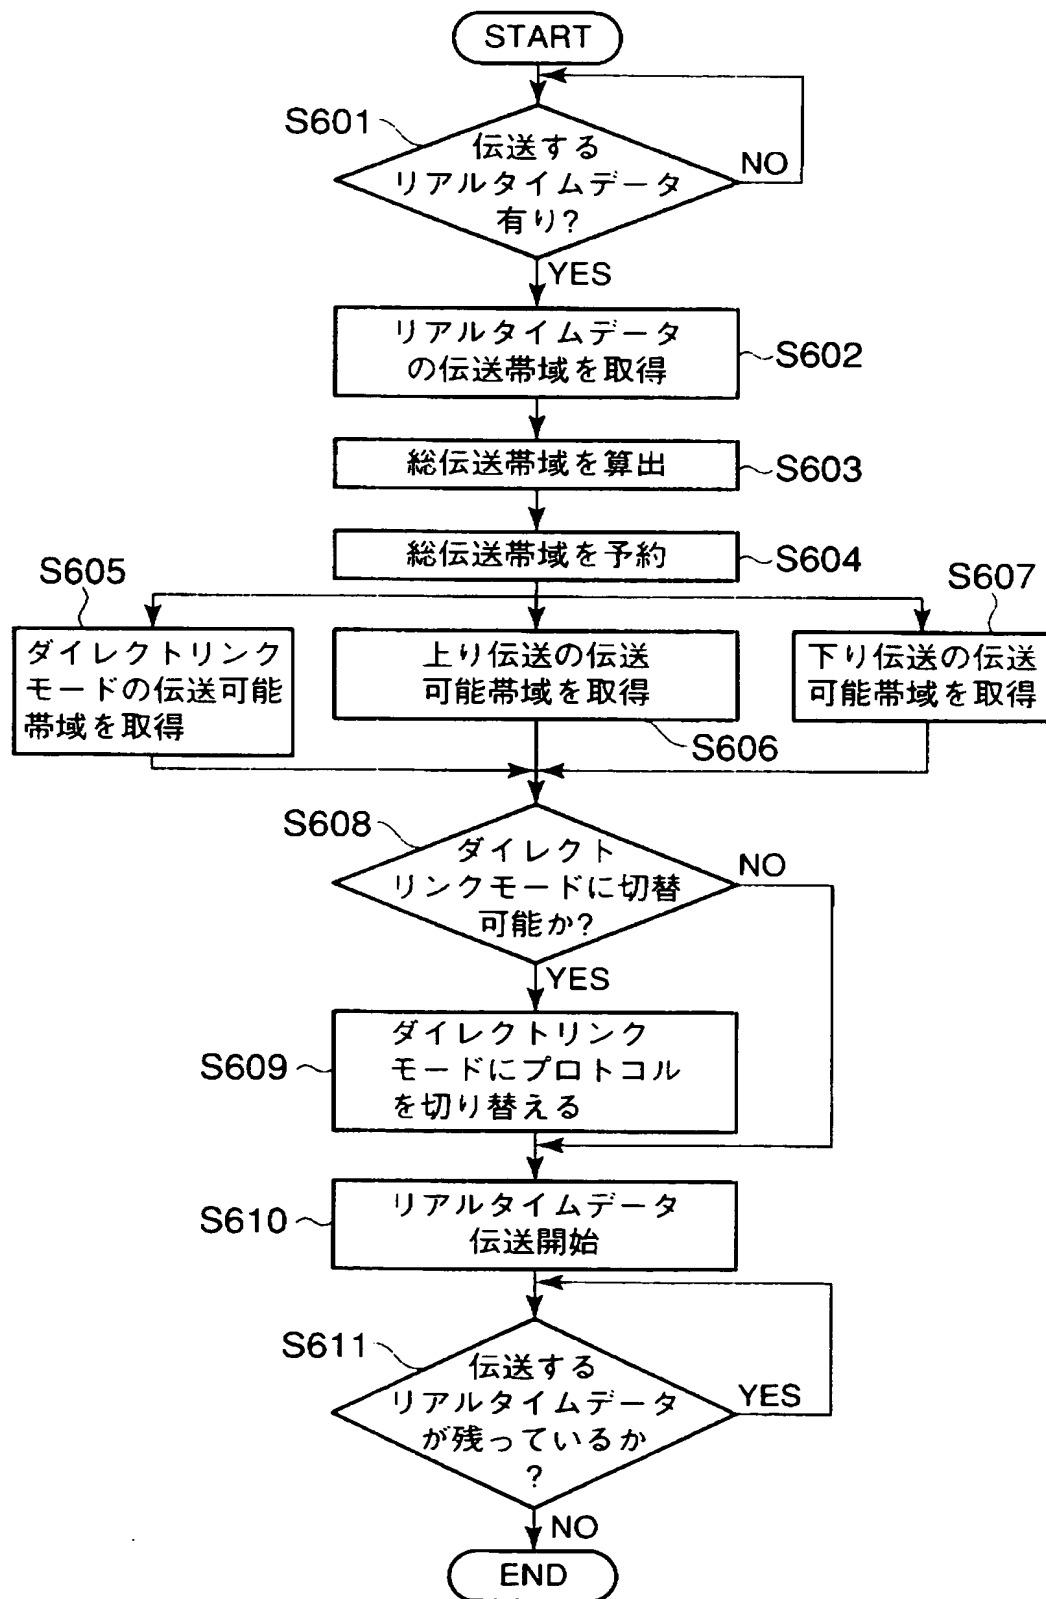 START
S601
伝送する
リアルタイムデータ
有り?
NO
YES
リアルタイムデータ
の伝送帯域を取得
S602
総伝送帯域を算出
S603
総伝送帯域を予約
S604
S605
ダイレクトリンク
モードの伝送可能
帯域を取得
上り伝送の伝送
可能帯域を取得
S606
S607
下り伝送の伝送
可能帯域を取得
S608
ダイレクト
リンクモードに切替
可能か?
NO
YES
S609
ダイレクトリンク
モードにプロトコル
を切り替える
S610
リアルタイムデータ
伝送開始
S611
伝送する
リアルタイムデータ
が残っているか
?
YES
NO
END